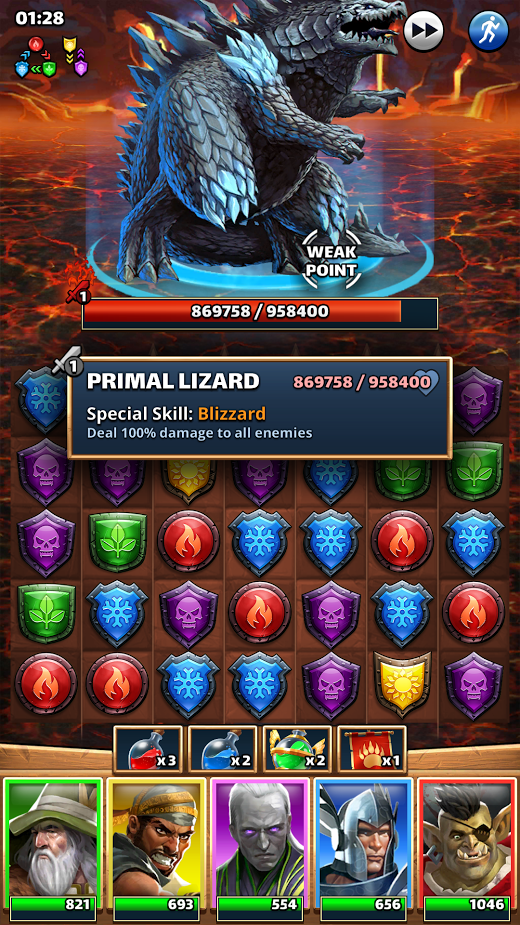 01:28
WEAK
POINT
1
869758 / 958400
1
PRIMAL LIZARD
869758 / 958400
Special Skill: Blizzard
Deal 100% damage to all enemies
x3
x2
x2
x1
821
693
554
656
1046